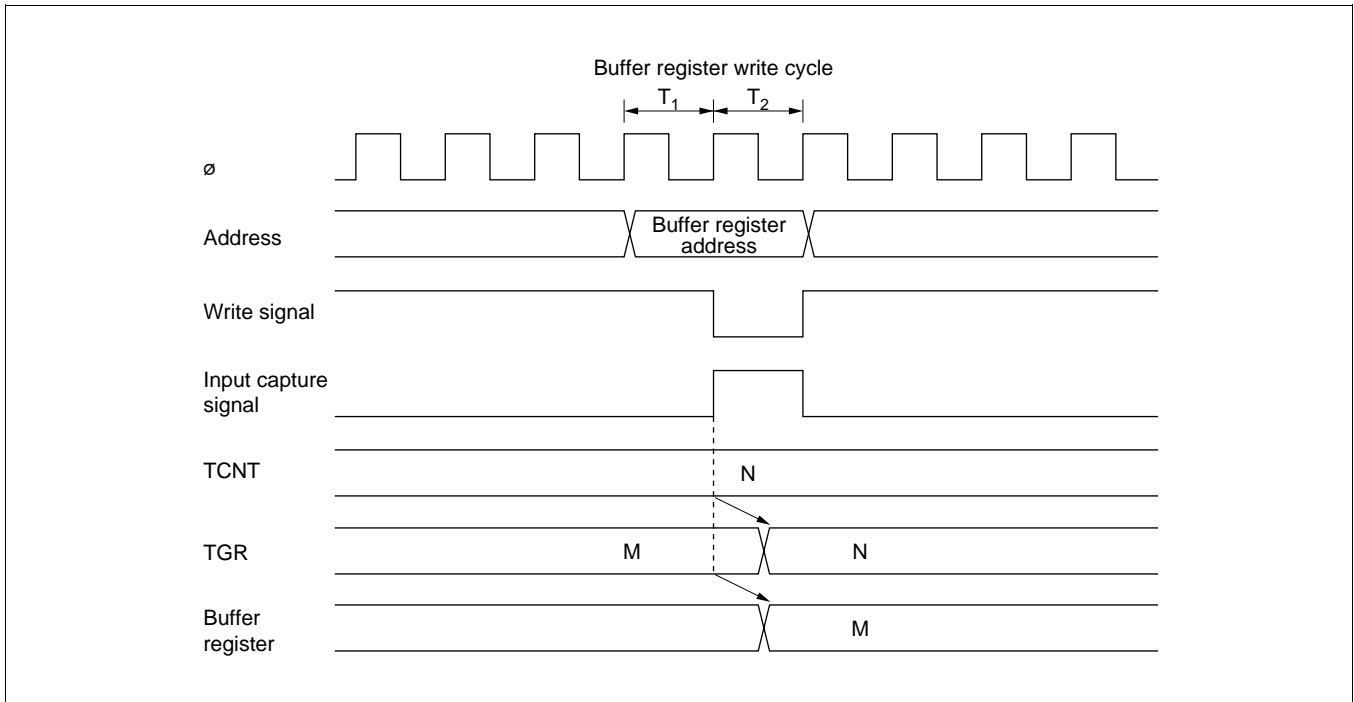 Buffer register write cycle
T₁ T₂
ø
Address
Buffer register
address
Write signal
Input capture
signal
TCNT
N
TGR
M
N
Buffer
register
M